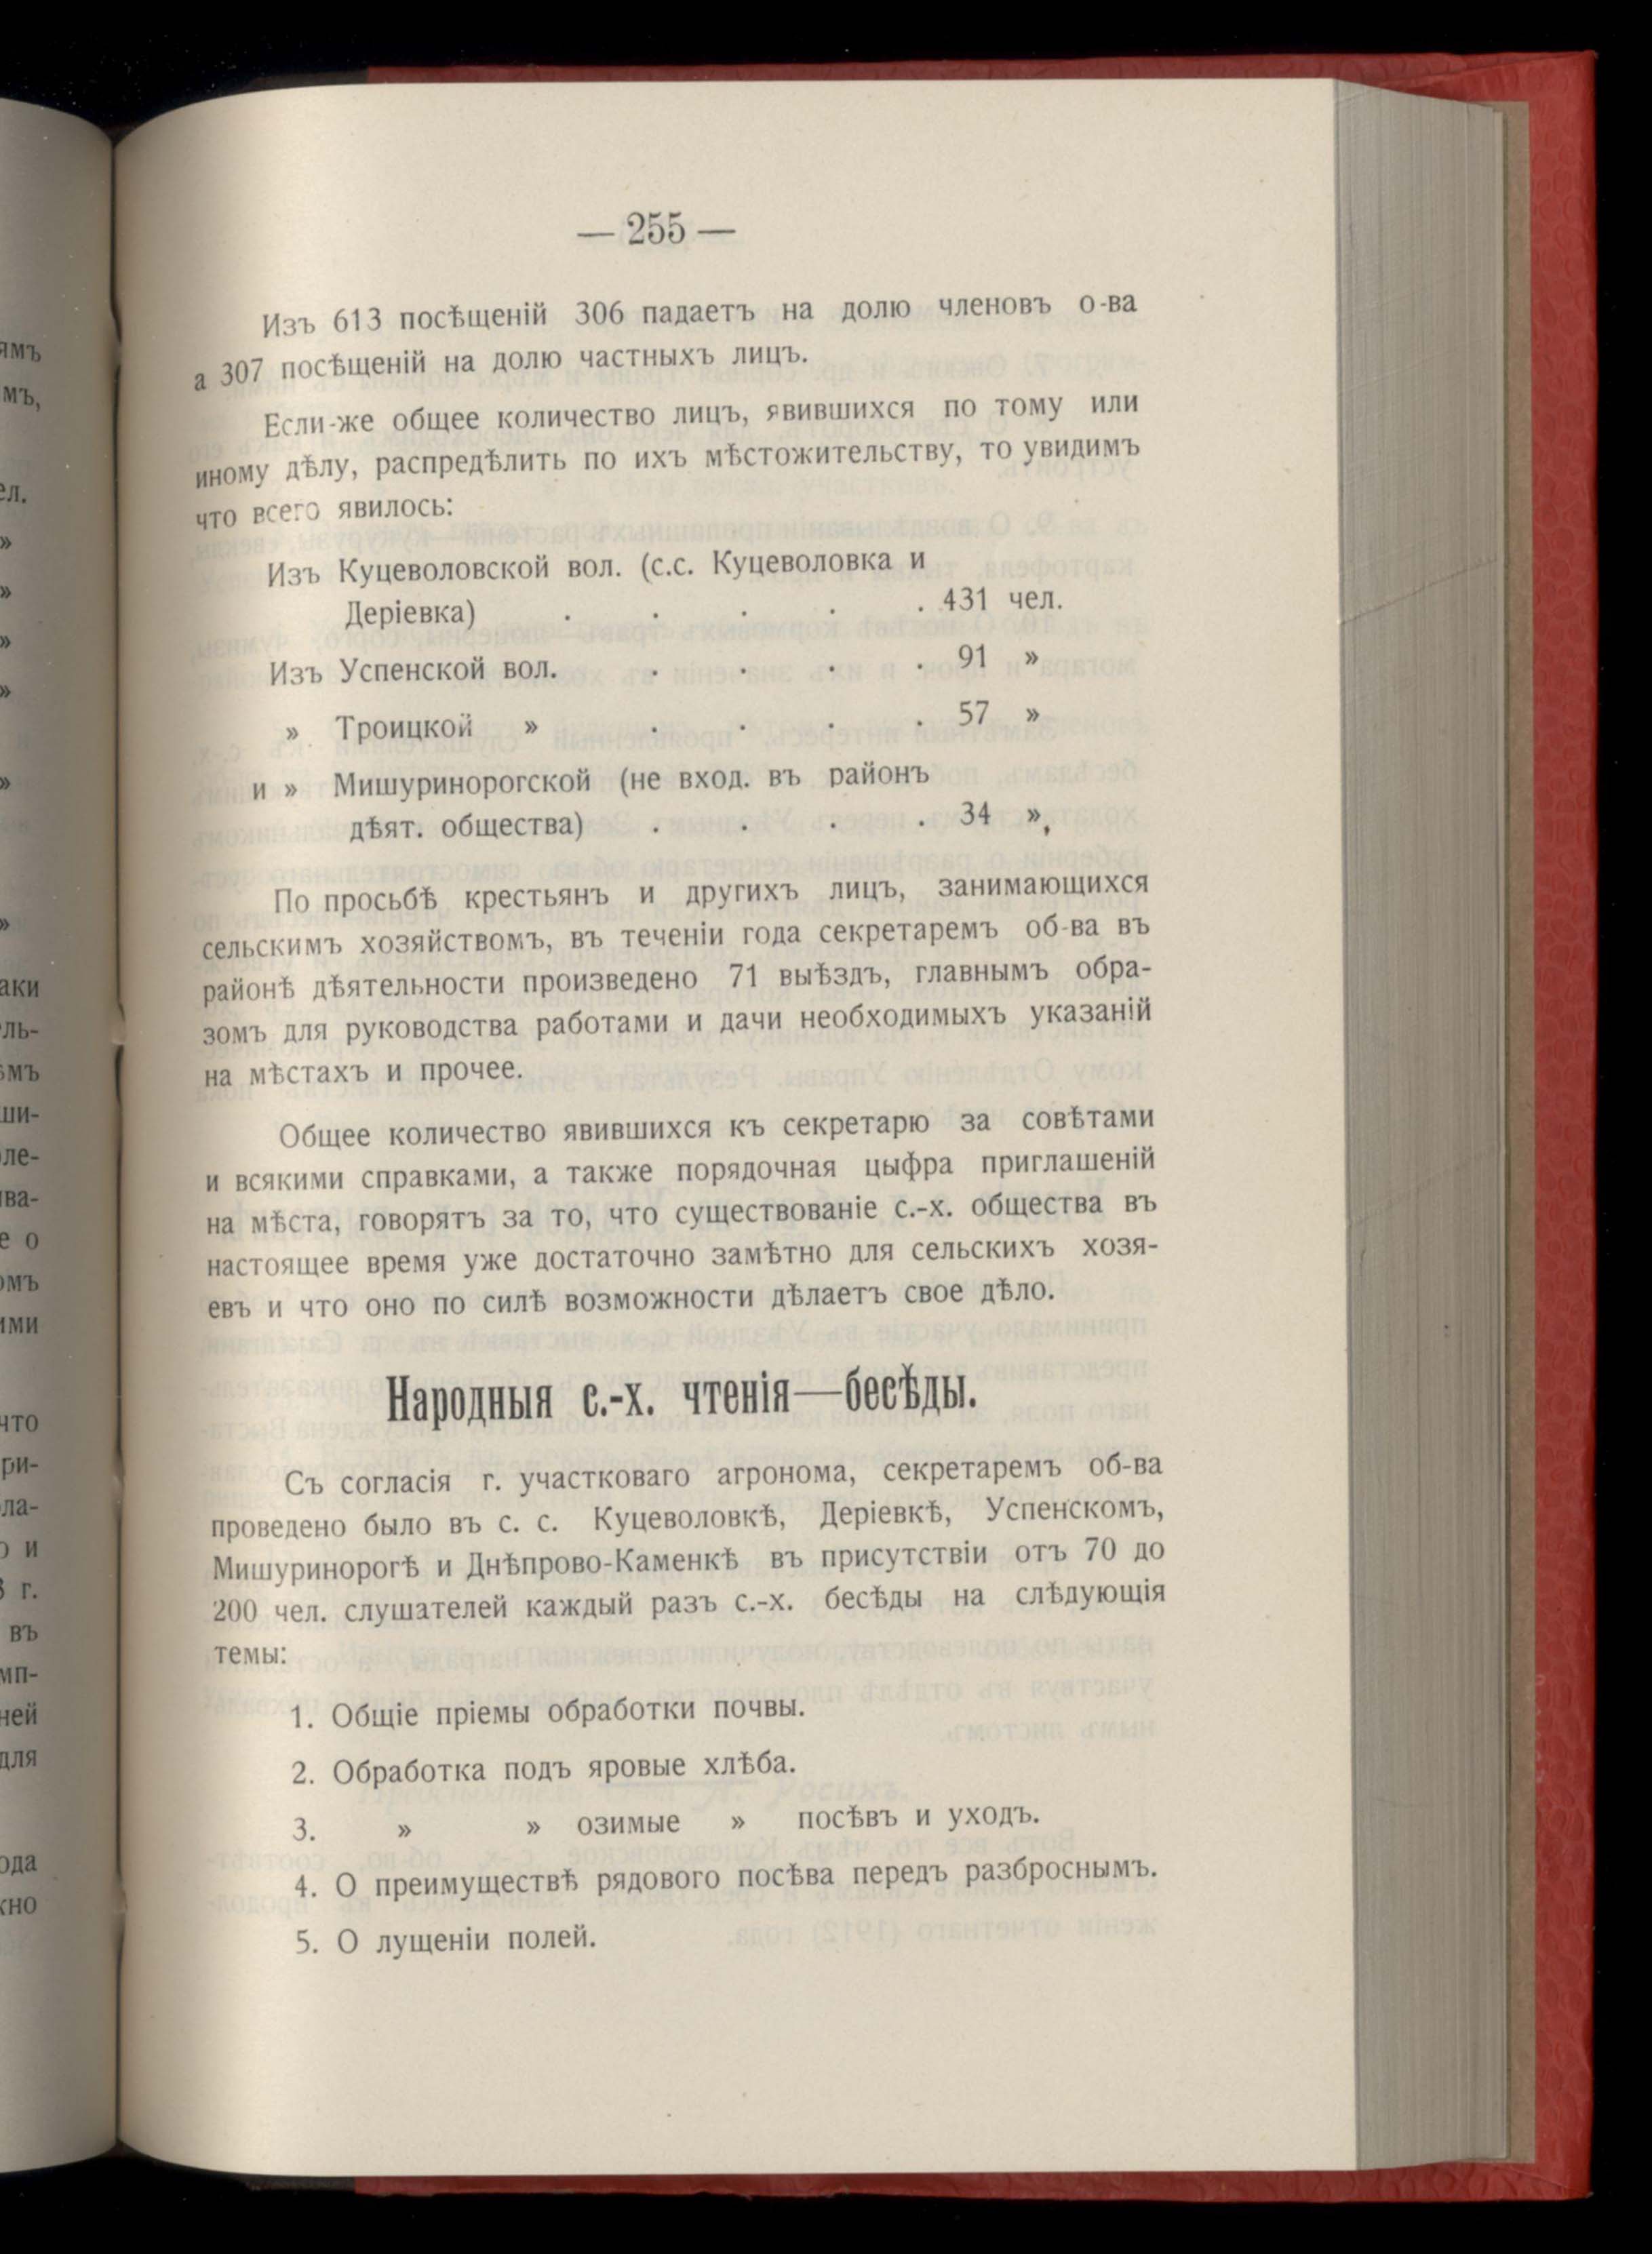 — 255 —
Изъ 613 посѣщеній 306 падаетъ на долю членовъ о-ва
а 307 посѣщеній на долю частныхъ лицъ.
Если-же общее количество лицъ, явившихся по тому или
иному дѣлу, распредѣлить по ихъ мѣстожительству, то увидимъ
что всего явилось:
Изъ Куцеволовской вол. (с.с. Куцеволовка и
Деріевка) . . . . . 431 чел.
Изъ Успенской вол. . . . . 91 »
» Троицкой » . . . . 57 »
и » Мишуринорогской (не вход. въ районъ
дѣят. общества) . . . . 34 »,
По просьбѣ крестьянъ и другихъ лицъ, занимающихся
сельскимъ хозяйствомъ, въ теченіи года секретаремъ об-ва въ
районѣ дѣятельности произведено 71 выѣздъ, главнымъ обра-
зомъ для руководства работами и дачи необходимыхъ указаній
на мѣстахъ и прочее.
Общее количество явившихся къ секретарю за совѣтами
и всякими справками, а также порядочная цыфра приглашеній
на мѣста, говорятъ за то, что существованіе с.-х. общества въ
настоящее время уже достаточно замѣтно для сельскихъ хозя-
евъ и что оно по силѣ возможности дѣлаетъ свое дѣло.
Народныя с.-х. чтенія—бесѣды.
Съ согласія г. участковаго агронома, секретаремъ об-ва
проведено было въ с. с. Куцеволовкѣ, Деріевкѣ, Успенскомъ,
Мишуринорогѣ и Днѣпрово-Каменкѣ въ присутствіи отъ 70 до
200 чел. слушателей каждый разъ с.-х. бесѣды на слѣдующія
темы:
1. Общіе пріемы обработки почвы.
2. Обработка подъ яровые хлѣба.
3. » » озимые » посѣвъ и уходъ.
4. О преимуществѣ рядового посѣва передъ разброснымъ.
5. О лущеніи полей.